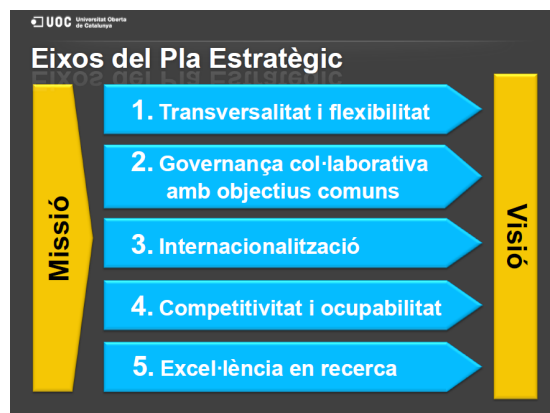 UOC Universitat Oberta
de Catalunya
Eixos del Pla Estratègic
1. Transversalitat i flexibilitat
2. Governança col·laborativa
amb objectius comuns
3. Internacionalització
4. Competitivitat i ocupabilitat
5. Excel·lència en recerca
Missió
Visió